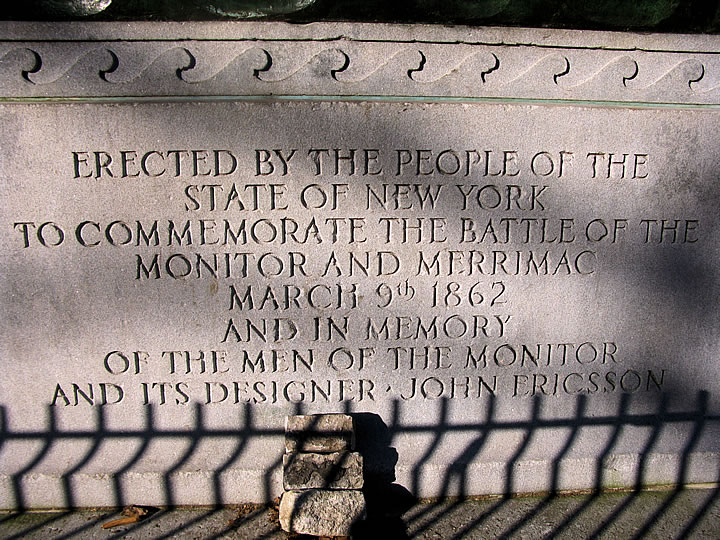 ERECTED BY THE PEOPLE OF THE
STATE OF NEW YORK
TO COMMEMORATE THE BATTLE OF THE
MONITOR AND MERRIMAC
MARCH 9th 1862
AND IN MEMORY
OF THE MEN OF THE MONITOR
AND ITS DESIGNER · JOHN ERICSSON